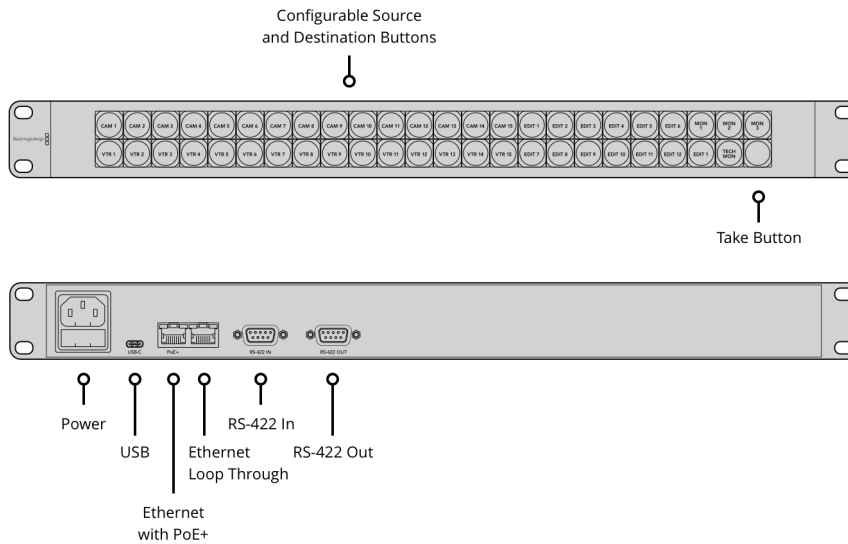 Configurable Source
and Destination Buttons
Blackmagicdesign
CAM 1 CAM 2 CAM 3 CAM 4 CAM 5 CAM 6 CAM 7 CAM 8 CAM 9 CAM 10 CAM 11 CAM 12 CAM 13 CAM 14 CAM 15 EDIT 1 EDIT 2 EDIT 3 EDIT 4 EDIT 5 EDIT 6 MON 1 MON 2 MON 3
VTR 1 VTR 2 VTR 3 VTR 4 VTR 5 VTR 6 VTR 7 VTR 8 VTR 9 VTR 10 VTR 11 VTR 12 VTR 13 VTR 14 VTR 15 EDIT 7 EDIT 8 EDIT 9 EDIT 10 EDIT 11 EDIT 12 EDIT 1 TECH MON
Take Button
USB-C PoE+ RS-422 IN RS-422 OUT
Power
RS-422 In
USB
Ethernet
Loop Through
RS-422 Out
Ethernet
with PoE+